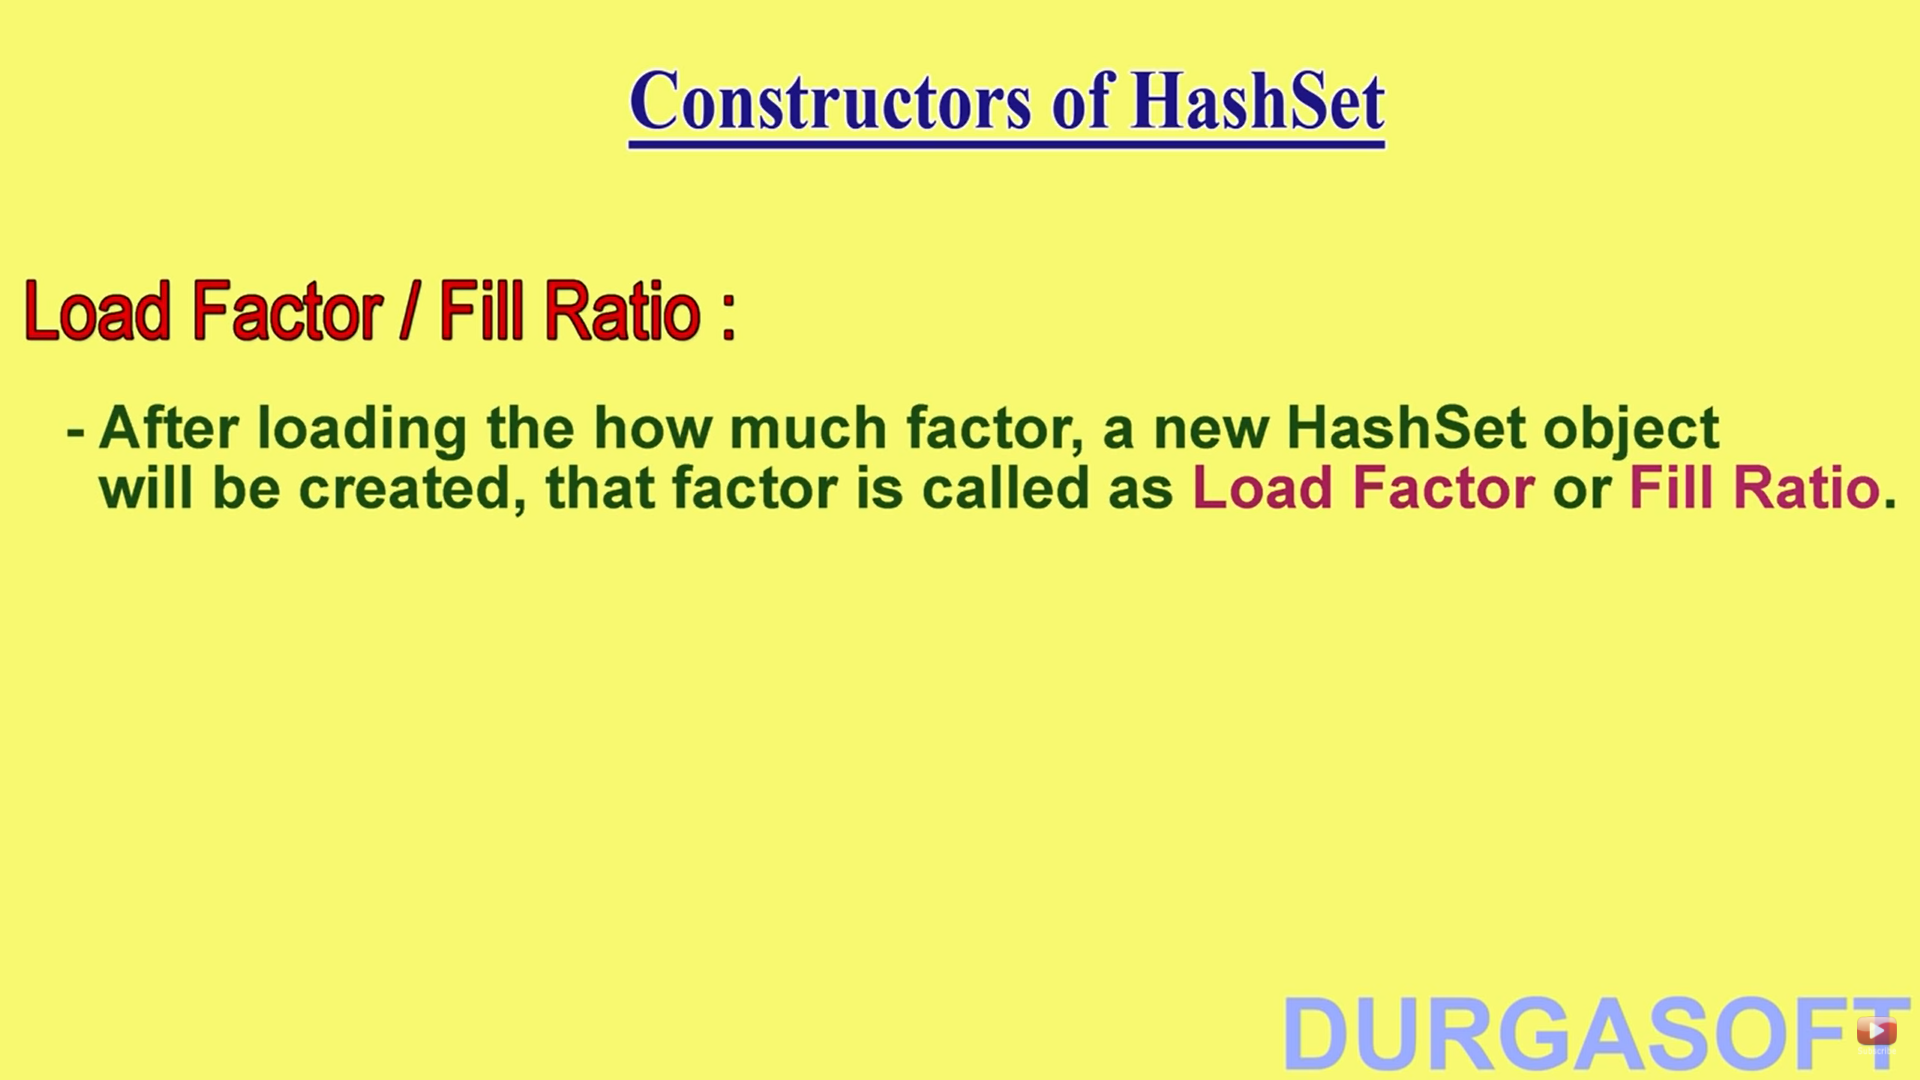 Constructors of HashSet
Load Factor / Fill Ratio :
- After loading the how much factor, a new HashSet object
will be created, that factor is called as Load Factor or Fill Ratio.
DURGASOFT
Subscribe